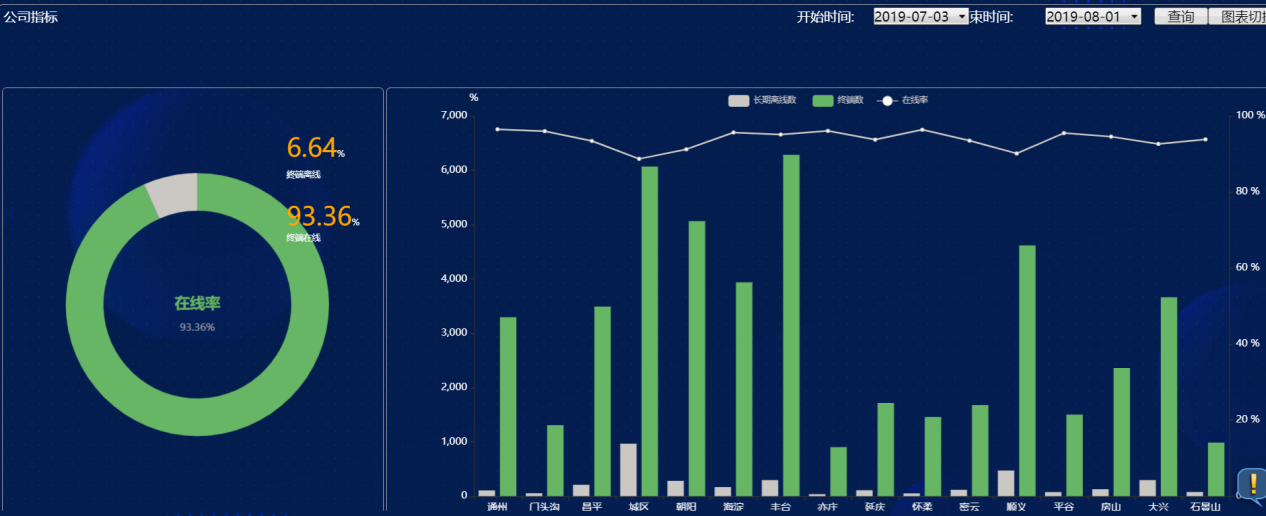 公司指标 开始时间: 2019-07-03 束时间: 2019-08-01 查询 图表切
6.64%
终端离线
93.36%
终端在线
在线率
93.36%
% 长期离线数 终端数 在线率
7,000 100 %
6,000
80 %
5,000
60 %
4,000
3,000
40 %
2,000
20 %
1,000
0 0
通州 门头沟 昌平 城区 朝阳 海淀 丰台 亦庄 延庆 怀柔 密云 顺义 平谷 房山 大兴 石景山